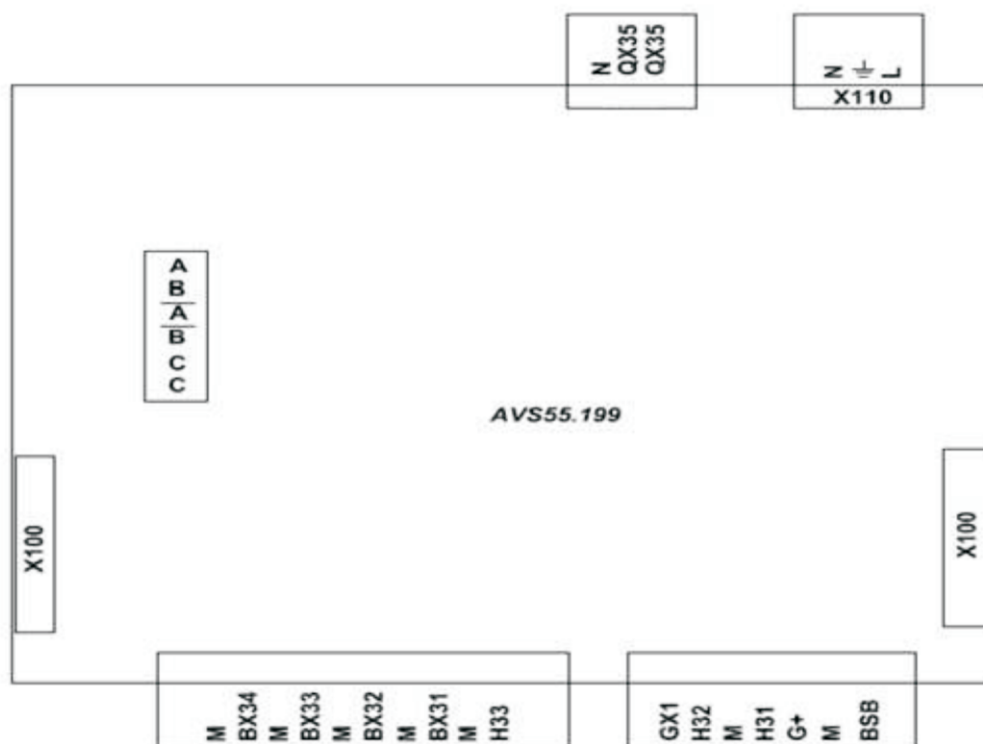 N
QX35
QX35
N ⏚ L
X110
A
B
A̅
B̅
C
C
AVS55.199
X100
X100
M
BX34
M
BX33
M
BX32
M
BX31
M
H33
GX1
H32
M
H31
G+
M
BSB